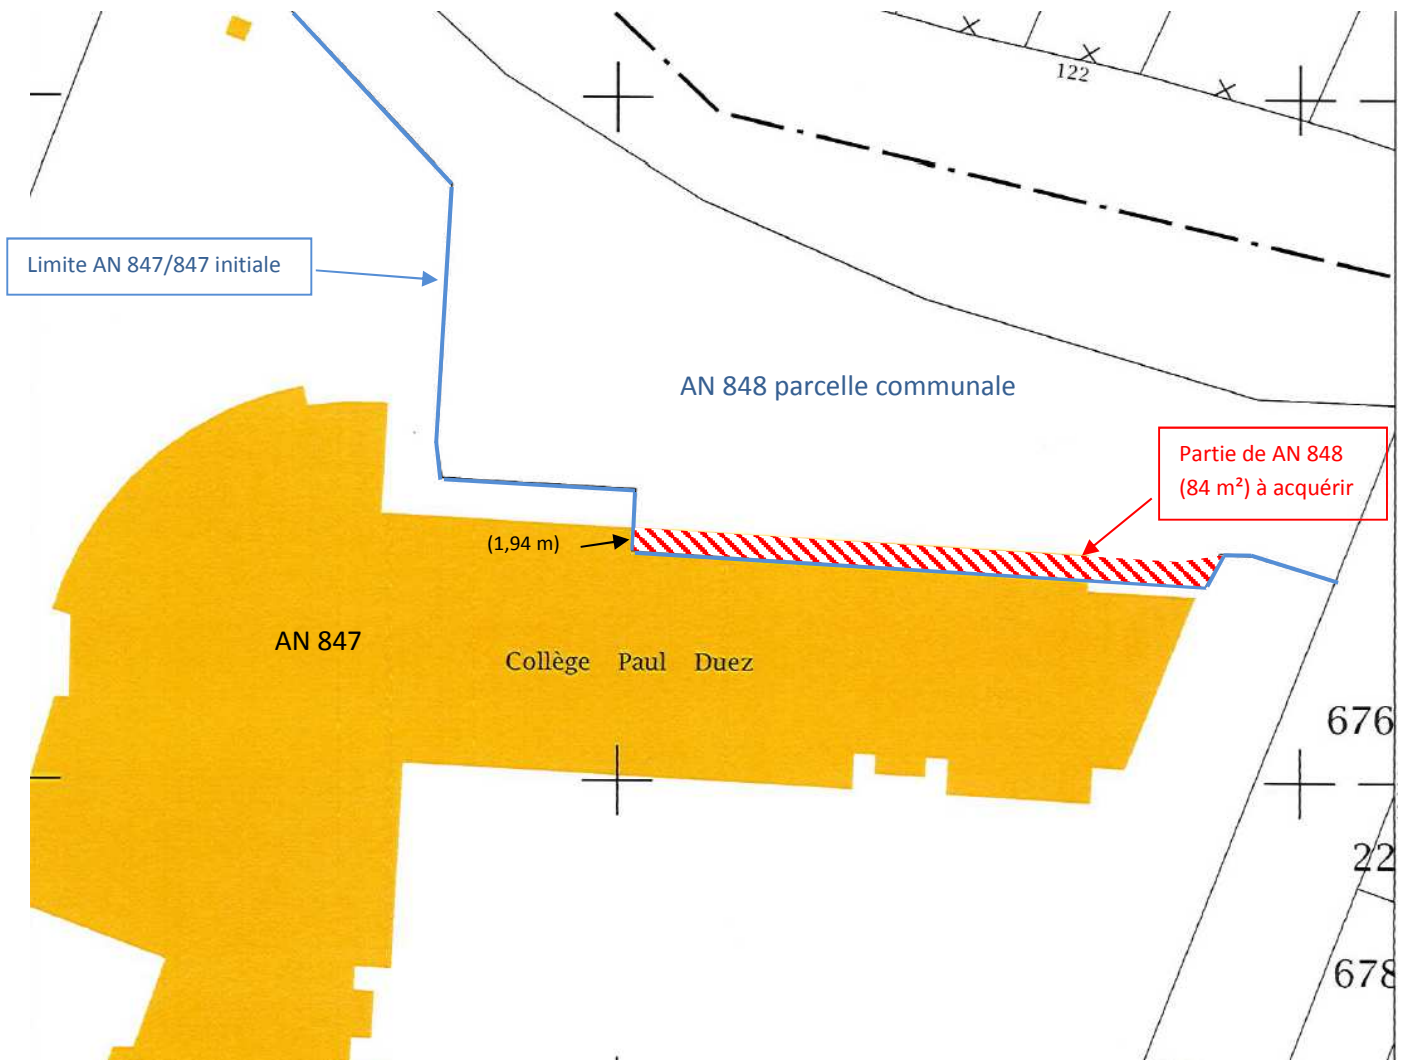 122
Limite AN 847/847 initiale
AN 848 parcelle communale
Partie de AN 848
(84 m²) à acquérir
(1,94 m)
AN 847
Collège Paul Duez
676
22
678